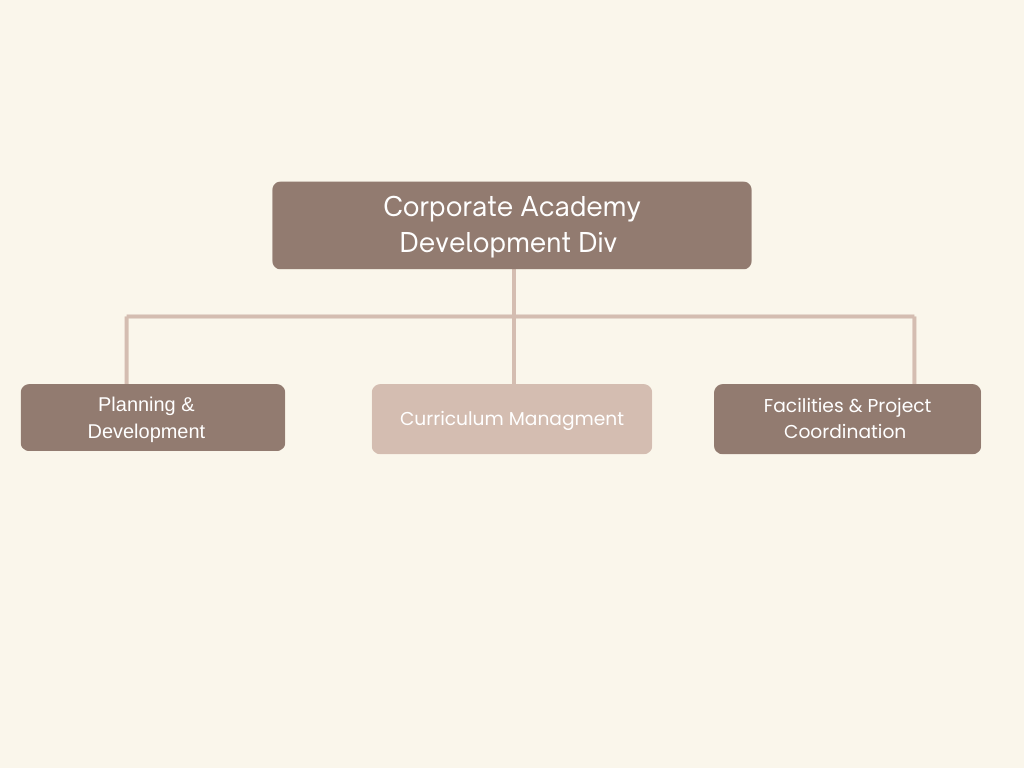 Corporate Academy
Development Div
Planning &
Development
Curriculum Managment
Facilities & Project
Coordination